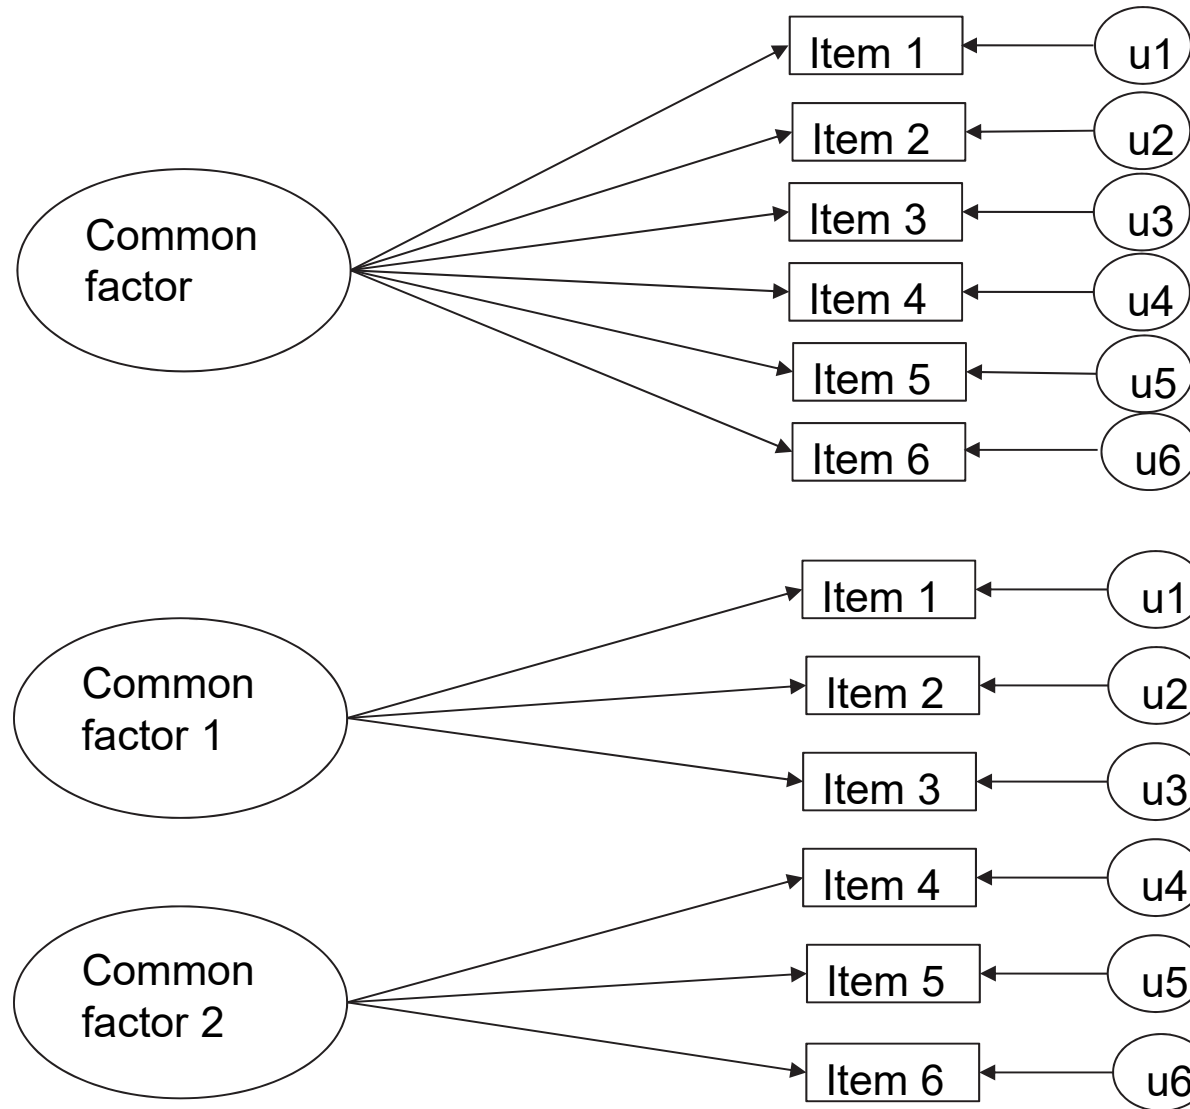 Item 1
u1
Item 2
u2
Common
factor
Item 3
u3
Item 4
u4
Item 5
u5
Item 6
u6
Item 1
u1
Common
factor 1
Item 2
u2
Item 3
u3
Item 4
u4
Common
factor 2
Item 5
u5
Item 6
u6